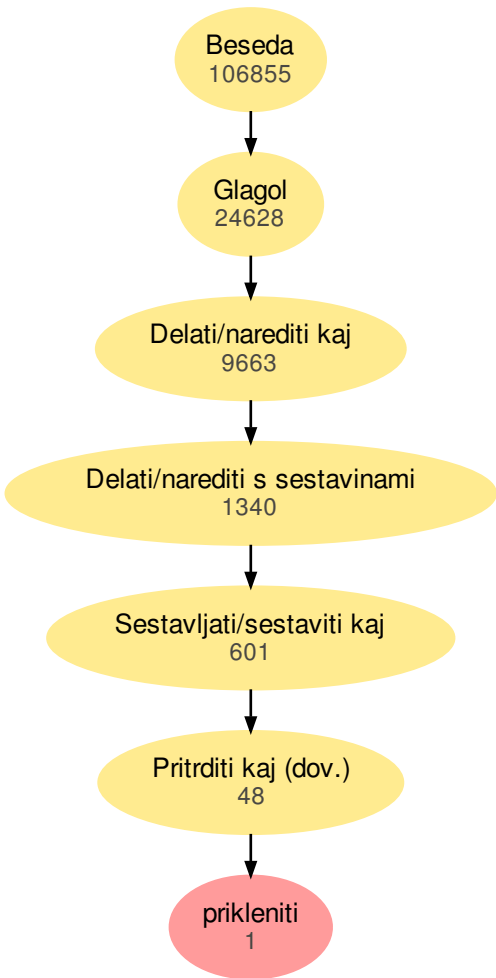 Beseda
106855
Glagol
24628
Delati/narediti kaj
9663
Delati/narediti s sestavinami
1340
Sestavljati/sestaviti kaj
601
Pritrditi kaj (dov.)
48
prikleniti
1